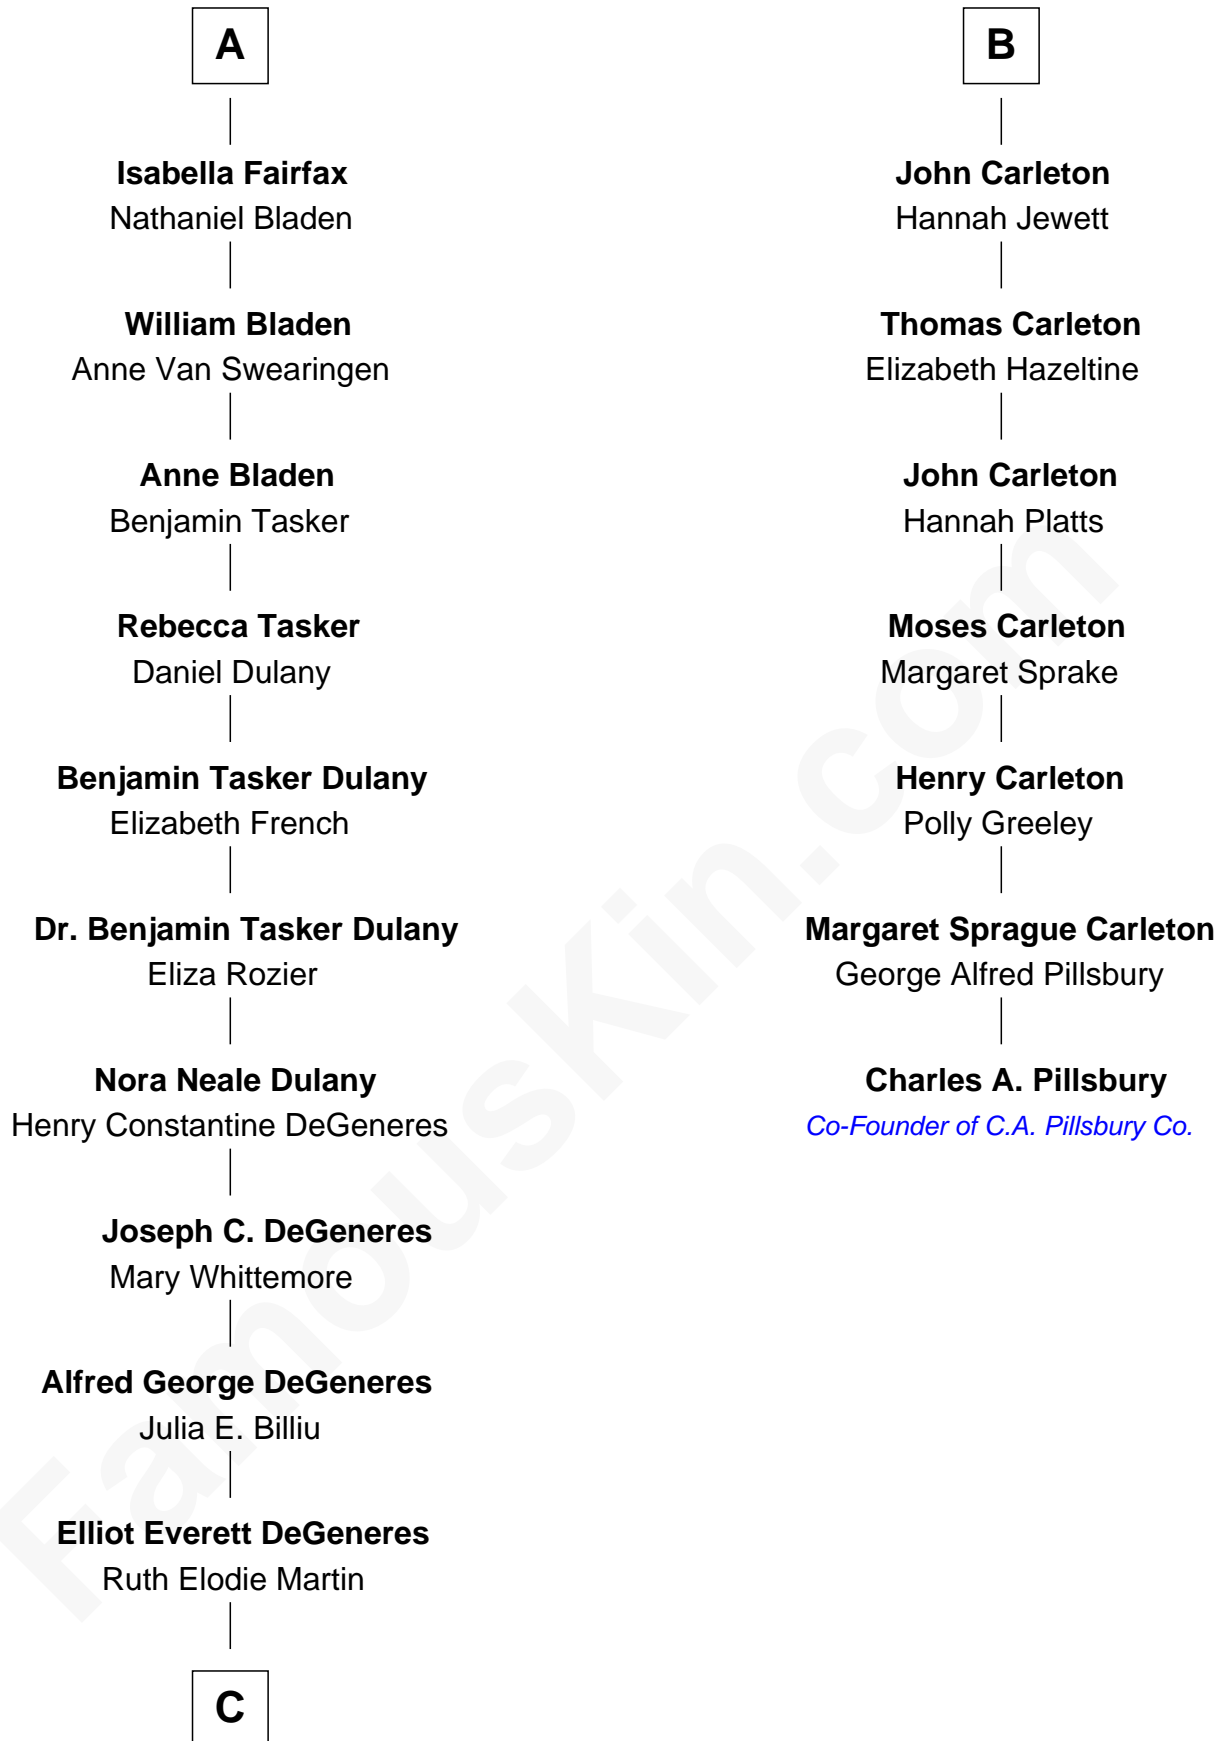 A
Isabella Fairfax
Nathaniel Bladen
William Bladen
Anne Van Swearingen
Anne Bladen
Benjamin Tasker
Rebecca Tasker
Daniel Dulany
Benjamin Tasker Dulany
Elizabeth French
Dr. Benjamin Tasker Dulany
Eliza Rozier
Nora Neale Dulany
Henry Constantine DeGeneres
Joseph C. DeGeneres
Mary Whittemore
Alfred George DeGeneres
Julia E. Billiu
Elliot Everett DeGeneres
Ruth Elodie Martin
C
B
John Carleton
Hannah Jewett
Thomas Carleton
Elizabeth Hazeltine
John Carleton
Hannah Platts
Moses Carleton
Margaret Sprake
Henry Carleton
Polly Greeley
Margaret Sprague Carleton
George Alfred Pillsbury
Charles A. Pillsbury
Co-Founder of C.A. Pillsbury Co.
FamousKin.com